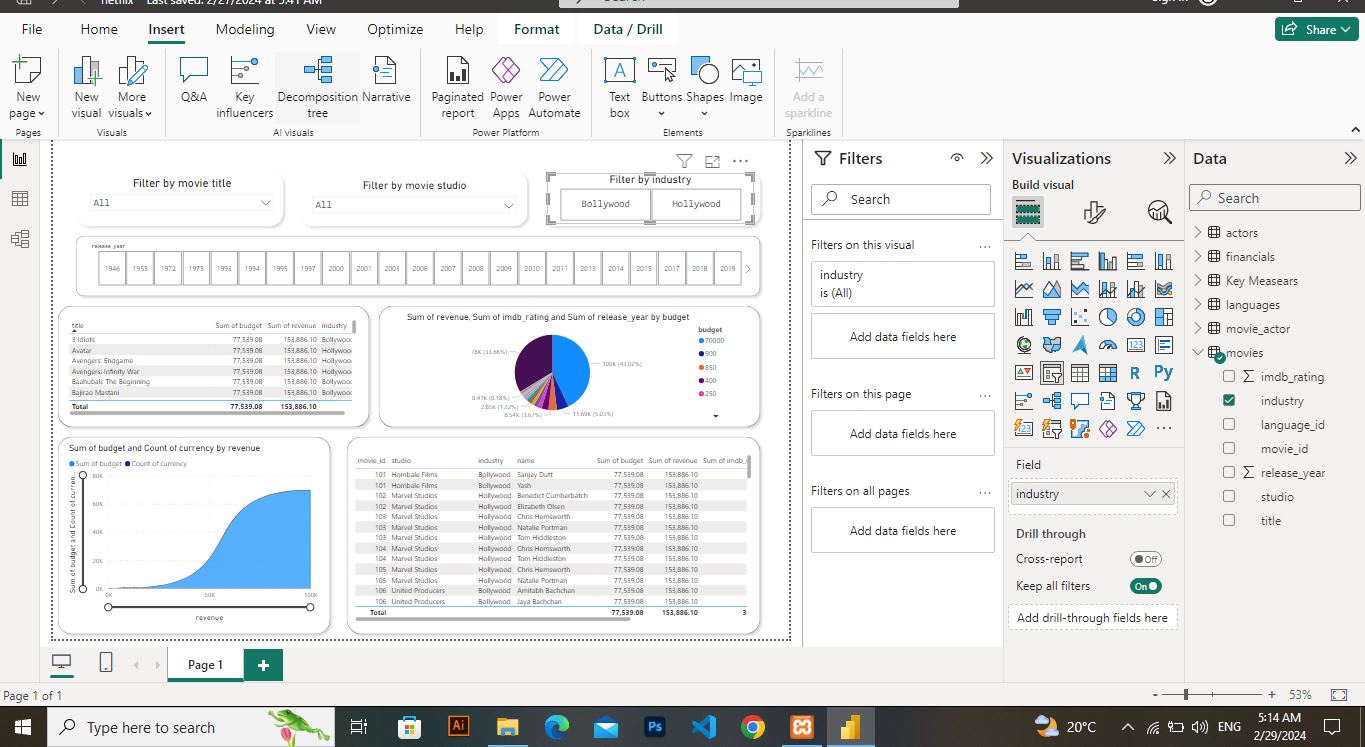 netflix Last saved: 2/27/2024 at 5:41 AM
File Home Insert Modeling View Optimize Help Format Data / Drill Share
New page
New visual
More visuals
Q&A
Key influencers
Decomposition tree
Narrative
Paginated report
Power Apps
Power Automate
Text box
Buttons
Shapes
Image
Add a sparkline
Pages Visuals AI visuals Power Platform Elements Sparklines
Filter by movie title
All
Filter by movie studio
All
Filter by industry
Bollywood Hollywood
release_year
1946 1955 1972 1975 1993 1994 1995 1997 2000 2001 2003 2006 2007 2008 2009 2010 2011 2013 2014 2015 2017 2018 2019
title Sum of budget Sum of revenue industry
3 Idiots 77,539.08 153,886.10 Bollywood
Avatar 77,539.08 153,886.10 Hollywood
Avengers: Endgame 77,539.08 153,886.10 Hollywood
Avengers: Infinity War 77,539.08 153,886.10 Hollywood
Baahubali: The Beginning 77,539.08 153,886.10 Bollywood
Bajirao Mastani 77,539.08 153,886.10 Bollywood
Total 77,539.08 153,886.10
Sum of revenue, Sum of imdb_rating and Sum of release_year by budget
78K (33.66%)
100K (43.02%)
0.41K (0.18%)
2.85K (1.22%)
8.54K (3.67%)
11.69K (5.03%)
budget
70000
900
850
400
250
Sum of budget and Count of currency by revenue
Sum of budget Count of currency
Sum of budget and Count of curren...
80K
60K
40K
20K
0K
0K 50K 100K
revenue
movie_id studio industry name Sum of budget Sum of revenue Sum of imdb_
101 Hombale Films Bollywood Sanjay Dutt 77,539.08 153,886.10
101 Hombale Films Bollywood Yash 77,539.08 153,886.10
102 Marvel Studios Hollywood Benedict Cumberbatch 77,539.08 153,886.10
102 Marvel Studios Hollywood Elizabeth Olsen 77,539.08 153,886.10
103 Marvel Studios Hollywood Chris Hemsworth 77,539.08 153,886.10
103 Marvel Studios Hollywood Natalie Portman 77,539.08 153,886.10
103 Marvel Studios Hollywood Tom Hiddleston 77,539.08 153,886.10
104 Marvel Studios Hollywood Chris Hemsworth 77,539.08 153,886.10
104 Marvel Studios Hollywood Tom Hiddleston 77,539.08 153,886.10
105 Marvel Studios Hollywood Chris Hemsworth 77,539.08 153,886.10
105 Marvel Studios Hollywood Natalie Portman 77,539.08 153,886.10
106 United Producers Bollywood Amitabh Bachchan 77,539.08 153,886.10
106 United Producers Bollywood Jaya Bachchan 77,539.08 153,886.10
Total 77,539.08 153,886.10 3
Filters
Search
Filters on this visual ...
industry
is (All)
Add data fields here
Filters on this page ...
Add data fields here
Filters on all pages ...
Add data fields here
Visualizations
Build visual
123
R Py
123
...
Field
industry
Drill through
Cross-report Off
Keep all filters On
Add drill-through fields here
Data
Search
actors
financials
Key Measears
languages
movie_actor
movies
Σ imdb_rating
industry
language_id
movie_id
Σ release_year
studio
title
Page 1 +
Page 1 of 1
- + 53%
Type here to search
Ai
Ps
20°C
ENG
5:14 AM
2/29/2024